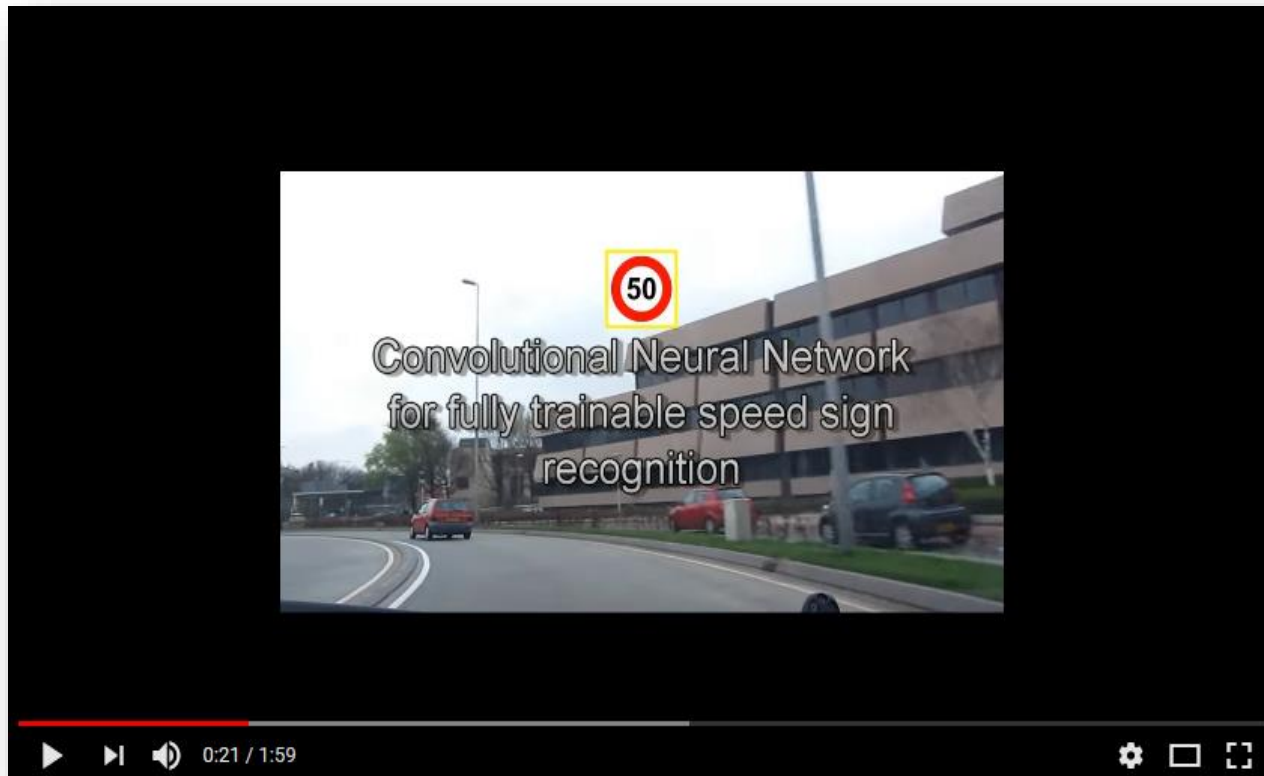 50
Convolutional Neural Network
for fully trainable speed sign
recognition
0:21 / 1:59